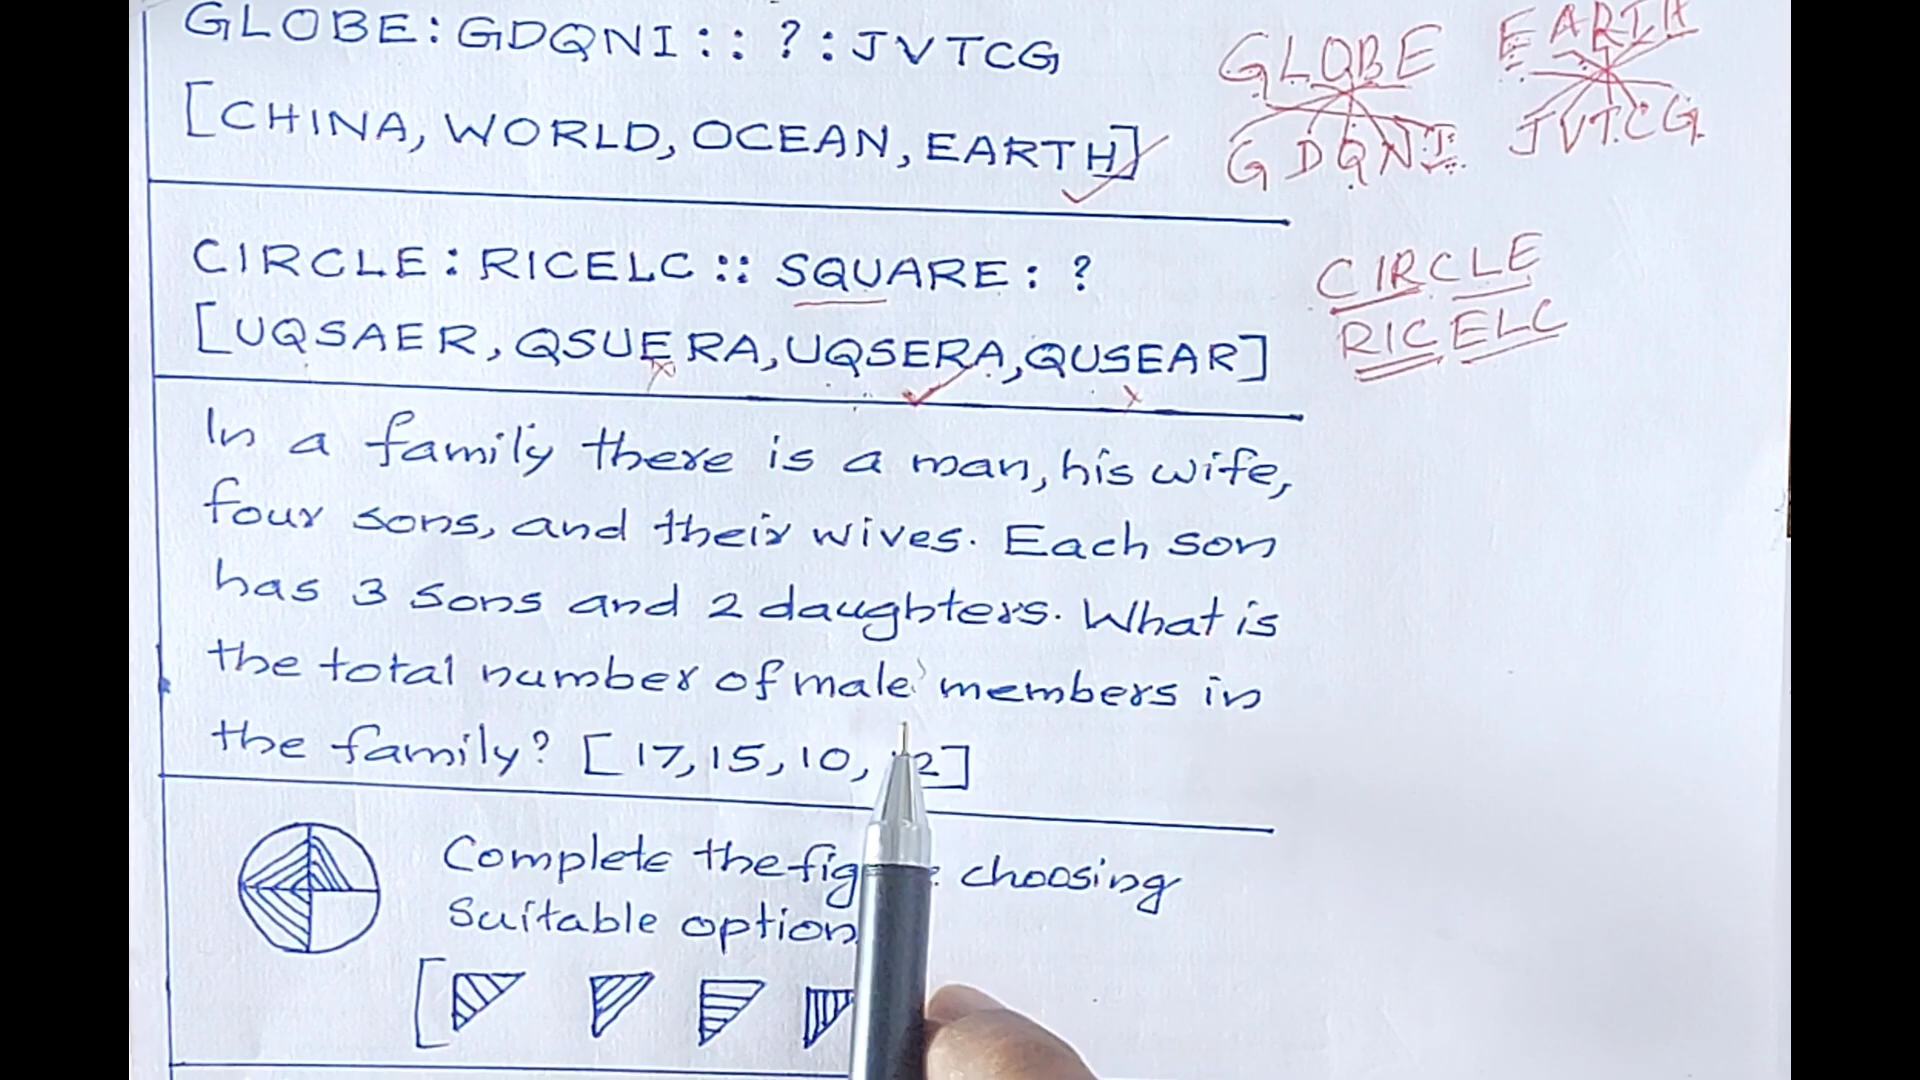 GLOBE:GDQNI :: ? :JVTCG
[CHINA, WORLD, OCEAN, EARTH]
GLOBE
GDQNI
EARTH
JVTCG
CIRCLE:RICELC :: SQUARE: ?
[UQSAER, QSUERA, UQSERA, QUSEAR]
CIRCLE
RICELC
In a family there is a man, his wife,
four sons, and their wives. Each son
has 3 sons and 2 daughters. What is
the total number of male members in
the family? [17, 15, 10,
Complete the choosing
Suitable option